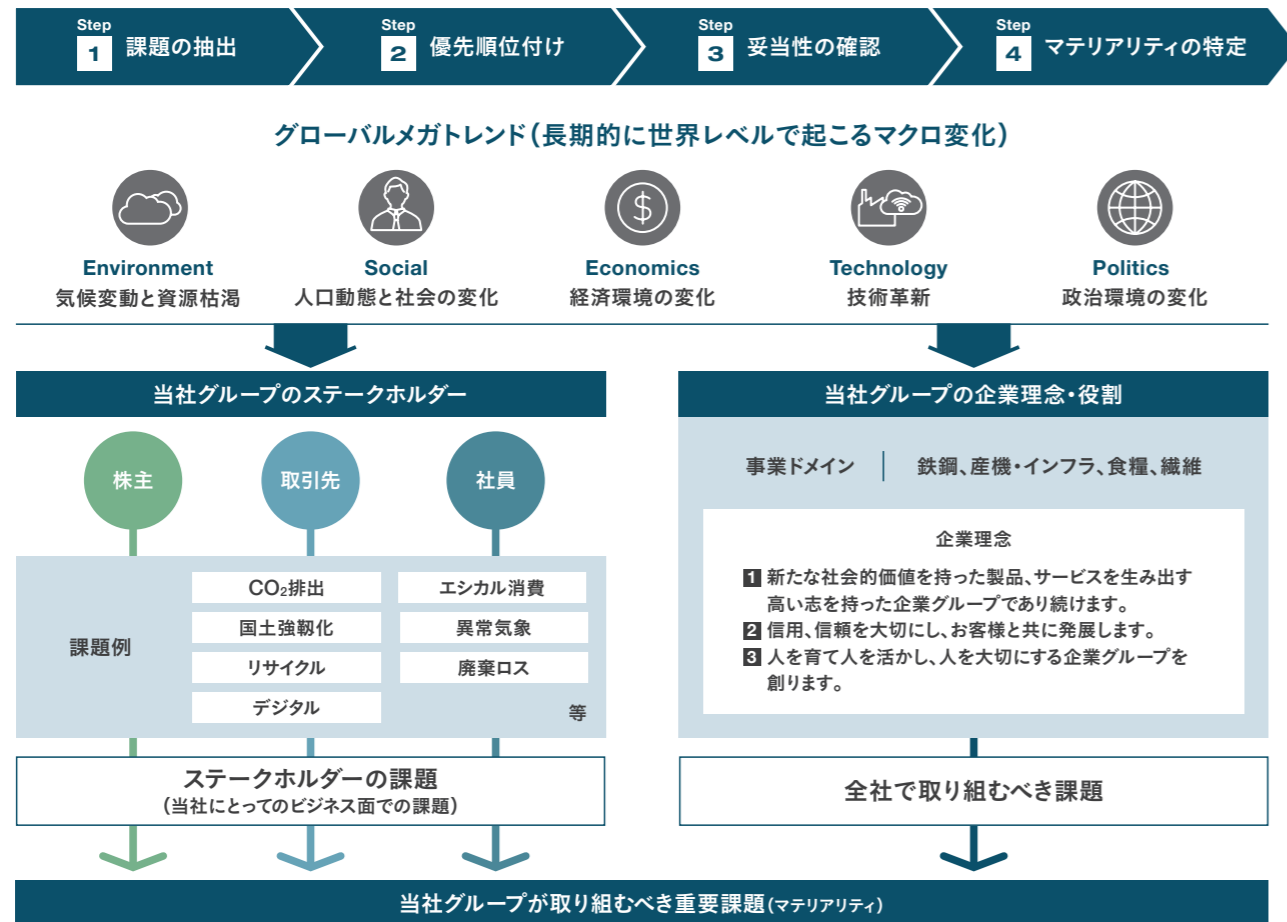 Step
1 課題の抽出
Step
2 優先順位付け
Step
3 妥当性の確認
Step
4 マテリアリティの特定
グローバルメガトレンド(長期的に世界レベルで起こるマクロ変化)
$
Environment
気候変動と資源枯渇
Social
人口動態と社会の変化
Economics
経済環境の変化
Technology
技術革新
Politics
政治環境の変化
当社グループのステークホルダー
株主
取引先
社員
課題例
CO₂排出
国土強靱化
リサイクル
デジタル
エシカル消費
異常気象
廃棄ロス
等
ステークホルダーの課題
(当社にとってのビジネス面での課題)
当社グループの企業理念・役割
事業ドメイン
鉄鋼、産機・インフラ、食糧、繊維
企業理念
1 新たな社会的価値を持った製品、サービスを生み出す
高い志を持った企業グループであり続けます。
2 信用、信頼を大切にし、お客様と共に発展します。
3 人を育て人を活かし、人を大切にする企業グループを
創ります。
全社で取り組むべき課題
当社グループが取り組むべき重要課題(マテリアリティ)